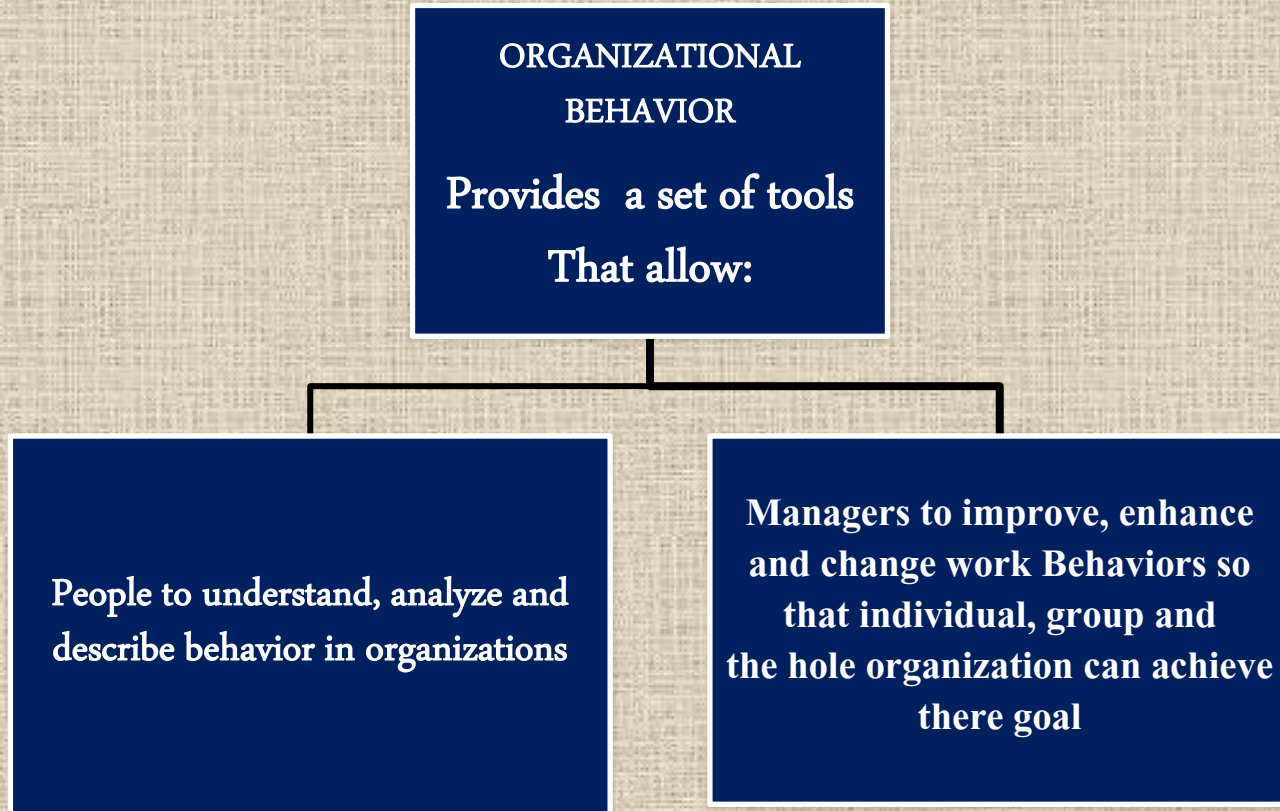 ORGANIZATIONAL
BEHAVIOR
Provides a set of tools
That allow:
People to understand, analyze and
describe behavior in organizations
Managers to improve, enhance
and change work Behaviors so
that individual, group and
the hole organization can achieve
there goal